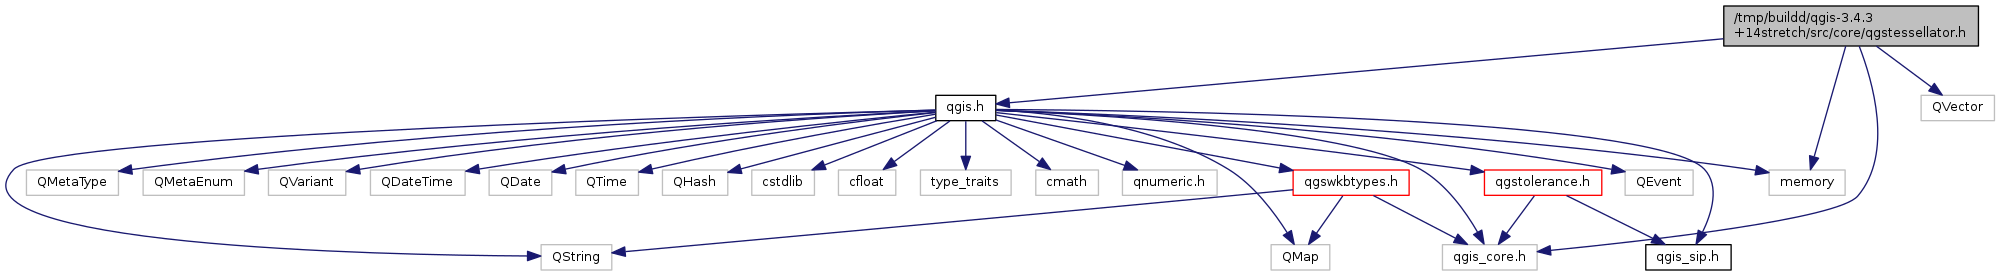 /tmp/buildd/qgis-3.4.3
+14stretch/src/core/qgstessellator.h
qgis.h
QVector
QMetaType
QMetaEnum
QVariant
QDateTime
QDate
QTime
QHash
cstdlib
cfloat
type_traits
cmath
qnumeric.h
qgswkbtypes.h
qgstolerance.h
QEvent
memory
QString
QMap
qgis_core.h
qgis_sip.h